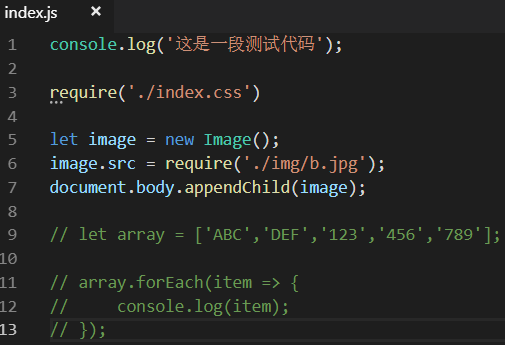 index.js ×
1 console.log('这是一段测试代码');
2
3 require('./index.css')
4
5 let image = new Image();
6 image.src = require('./img/b.jpg');
7 document.body.appendChild(image);
8
9 // let array = ['ABC','DEF','123','456','789'];
10
11 // array.forEach(item => {
12 //     console.log(item);
13 // });